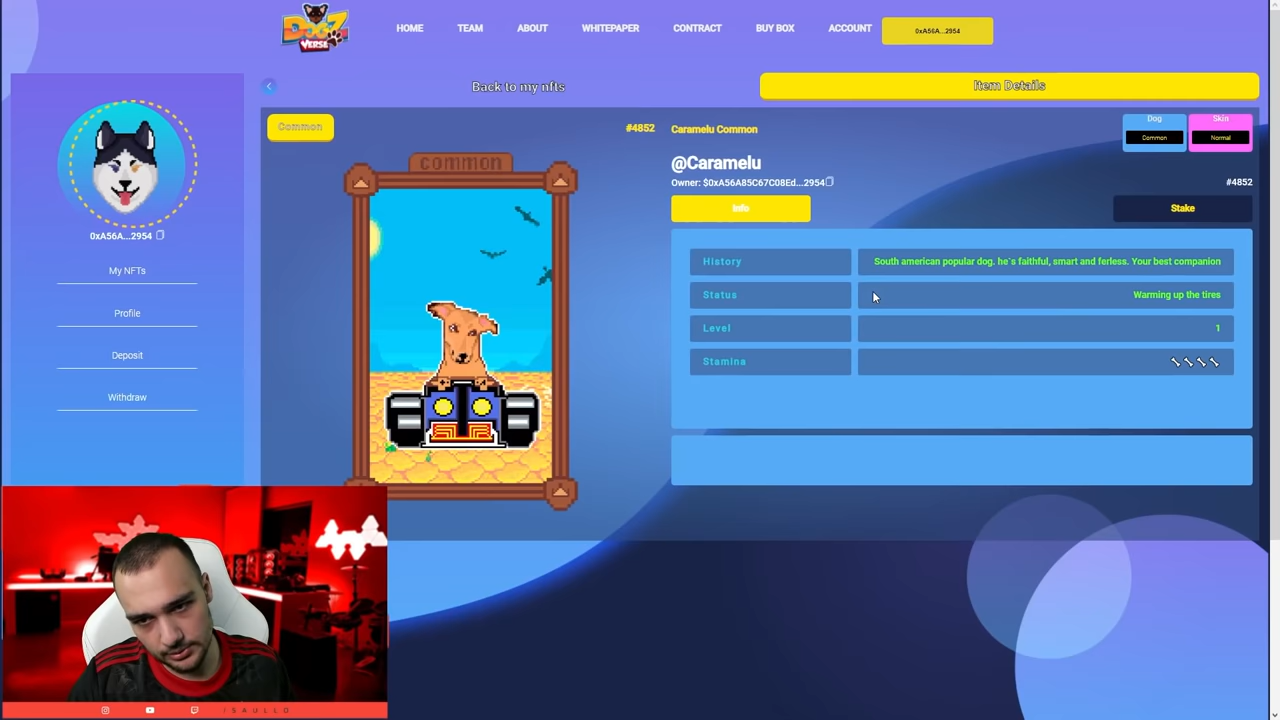 DOGZ
VERSE
HOME
TEAM
ABOUT
WHITEPAPER
CONTRACT
BUY BOX
ACCOUNT
0xA56A...2954
0xA56A...2954
My NFTs
Profile
Deposit
Withdraw
Back to my nfts
Item Details
Common
#4852
common
Caramelu Common
Dog
Common
Skin
Normal
@Caramelu
Owner: $0xA56A85C67C08Ed...2954
#4852
Info
Stake
History
South american popular dog. he`s faithful, smart and ferless. Your best companion
Status
Warming up the tires
Level
1
Stamina
ISAULLO